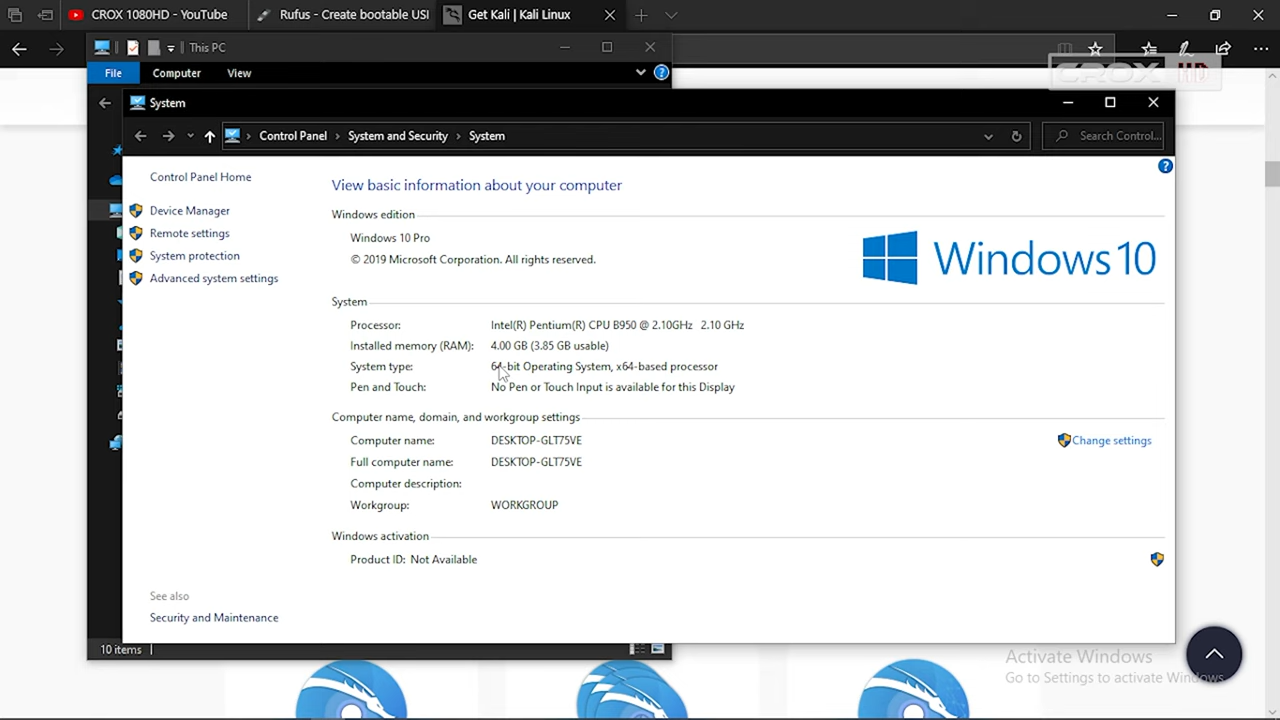 CROX 1080HD - YouTube
Rufus - Create bootable USI
Get Kali | Kali Linux
This PC
File
Computer
View
CROX HD
System
Control Panel
System and Security
System
Search Control...
Control Panel Home
Device Manager
Remote settings
System protection
Advanced system settings
View basic information about your computer
Windows edition
Windows 10 Pro
© 2019 Microsoft Corporation. All rights reserved.
Windows 10
System
Processor: Intel(R) Pentium(R) CPU B950 @ 2.10GHz 2.10 GHz
Installed memory (RAM): 4.00 GB (3.85 GB usable)
System type: 64-bit Operating System, x64-based processor
Pen and Touch: No Pen or Touch Input is available for this Display
Computer name, domain, and workgroup settings
Computer name: DESKTOP-GLT75VE
Change settings
Full computer name: DESKTOP-GLT75VE
Computer description:
Workgroup: WORKGROUP
Windows activation
Product ID: Not Available
See also
Security and Maintenance
10 items
Activate Windows
Go to Settings to activate Windows.